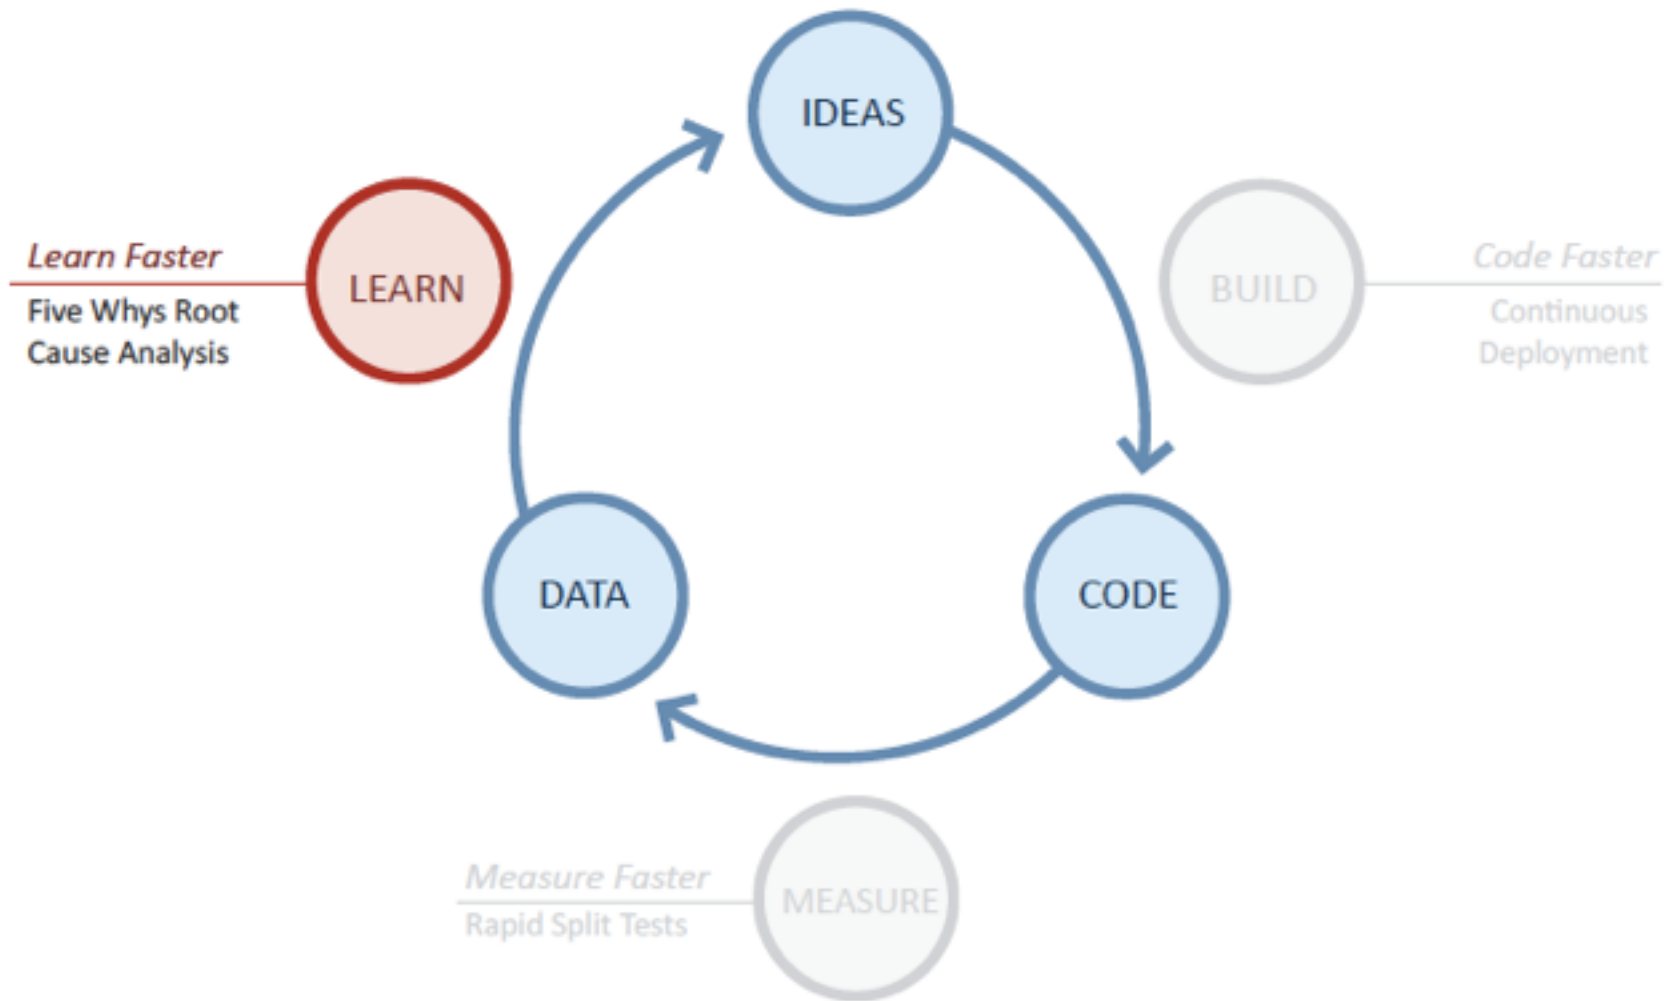 IDEAS
Learn Faster
LEARN
Five Whys Root
Cause Analysis
BUILD
Code Faster
Continuous
Deployment
DATA
CODE
Measure Faster
MEASURE
Rapid Split Tests